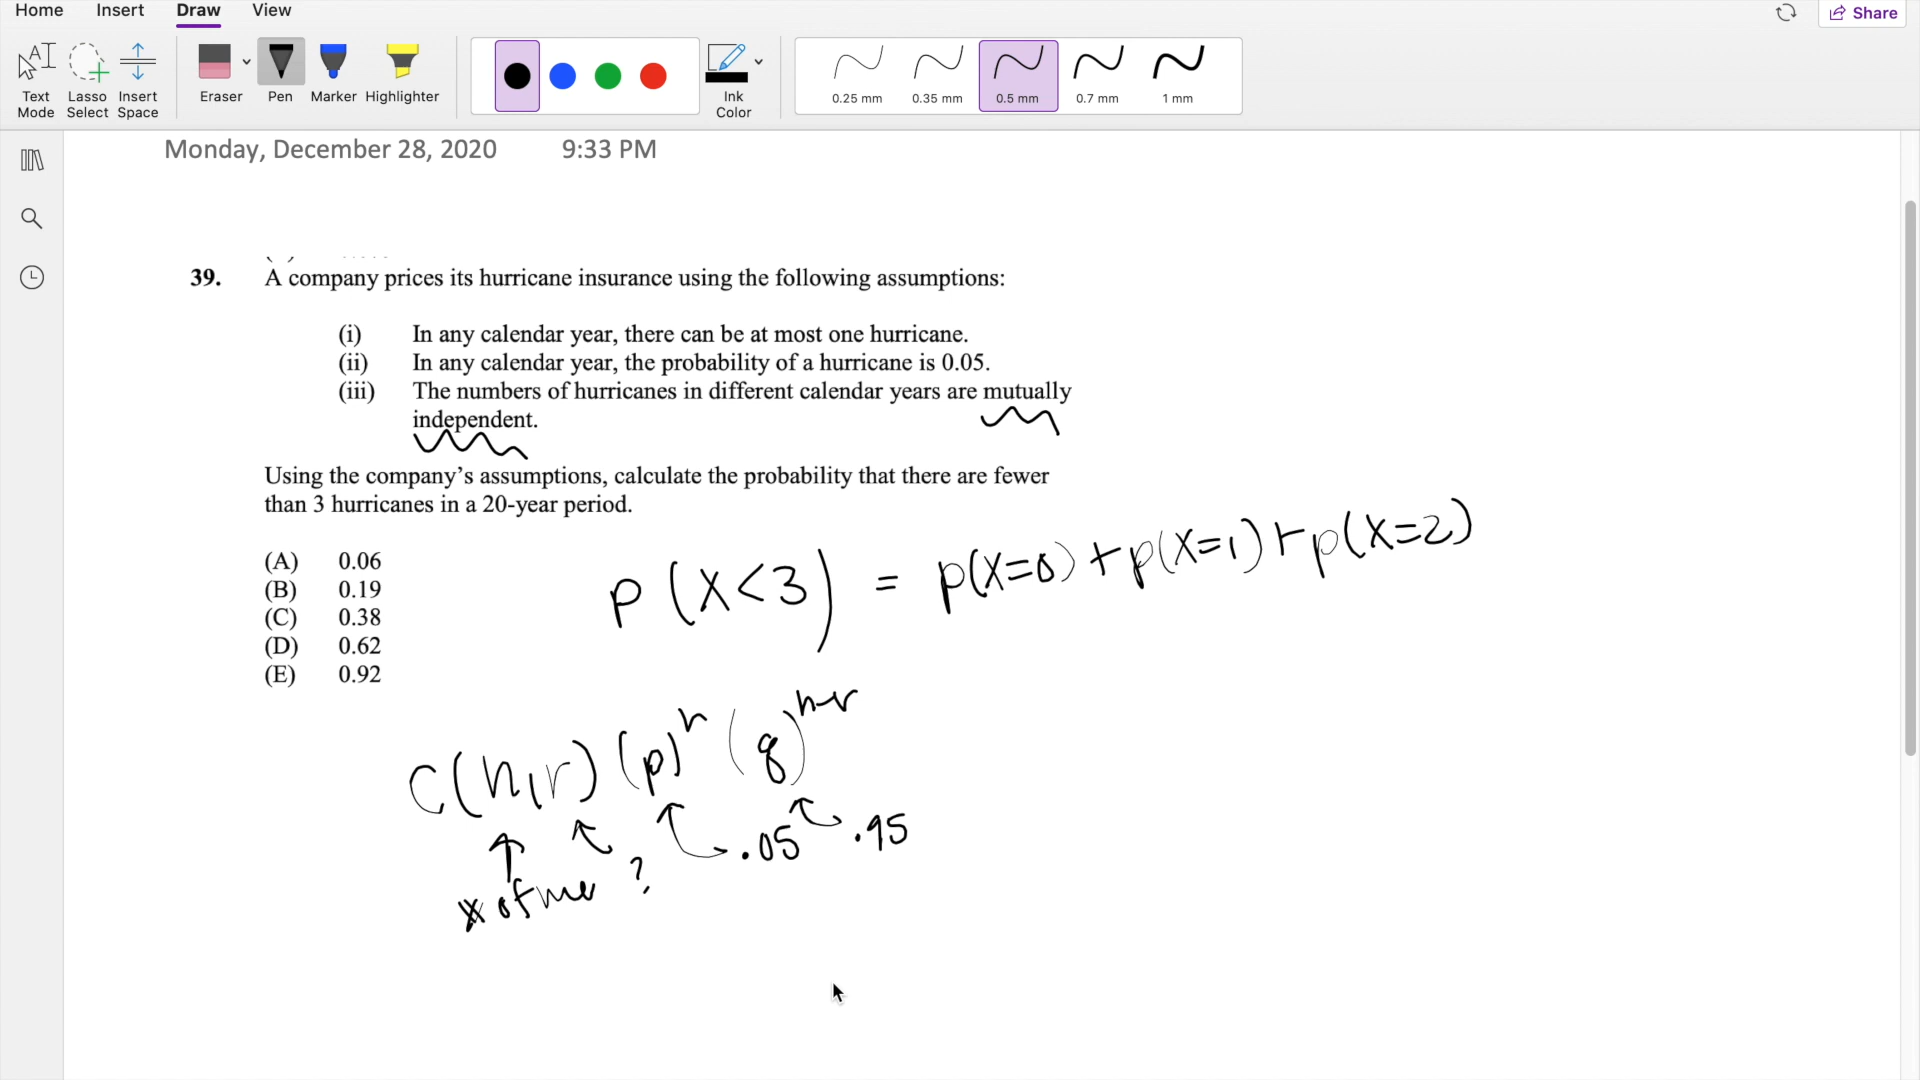 Home Insert Draw View Share
Text Mode Lasso Select Insert Space Eraser Pen Marker Highlighter Ink Color 0.25 mm 0.35 mm 0.5 mm 0.7 mm 1 mm
Monday, December 28, 2020 9:33 PM
39. A company prices its hurricane insurance using the following assumptions:
(i) In any calendar year, there can be at most one hurricane.
(ii) In any calendar year, the probability of a hurricane is 0.05.
(iii) The numbers of hurricanes in different calendar years are mutually
independent.
Using the company's assumptions, calculate the probability that there are fewer
than 3 hurricanes in a 20-year period.
(A) 0.06
(B) 0.19
(C) 0.38
(D) 0.62
(E) 0.92
P(X<3) = p(X=0)+p(X=1)+p(X=2)
C(n,r)(p)^r(q)^n-r
.05 .95
# of ?